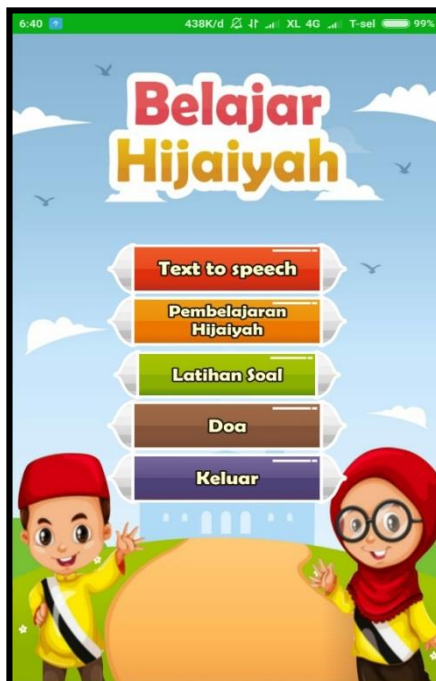 6:40 438K/d XL 4G T-sel 99%
Belajar
Hijaiyah
Text to speech
Pembelajaran
Hijaiyah
Latihan Soal
Doa
Keluar